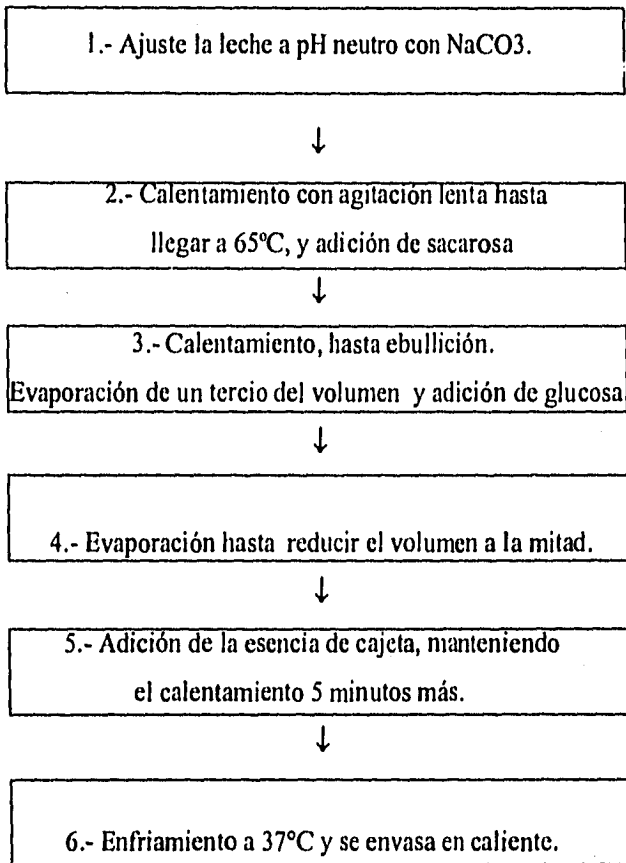 1.- Ajuste la leche a pH neutro con NaCO3.
↓
2.- Calentamiento con agitación lenta hasta
llegar a 65ºC, y adición de sacarosa
↓
3.- Calentamiento, hasta ebullición.
Evaporación de un tercio del volumen y adición de glucosa
↓
4.- Evaporación hasta reducir el volumen a la mitad.
↓
5.- Adición de la esencia de cajeta, manteniendo
el calentamiento 5 minutos más.
↓
6.- Enfriamiento a 37°C y se envasa en caliente.